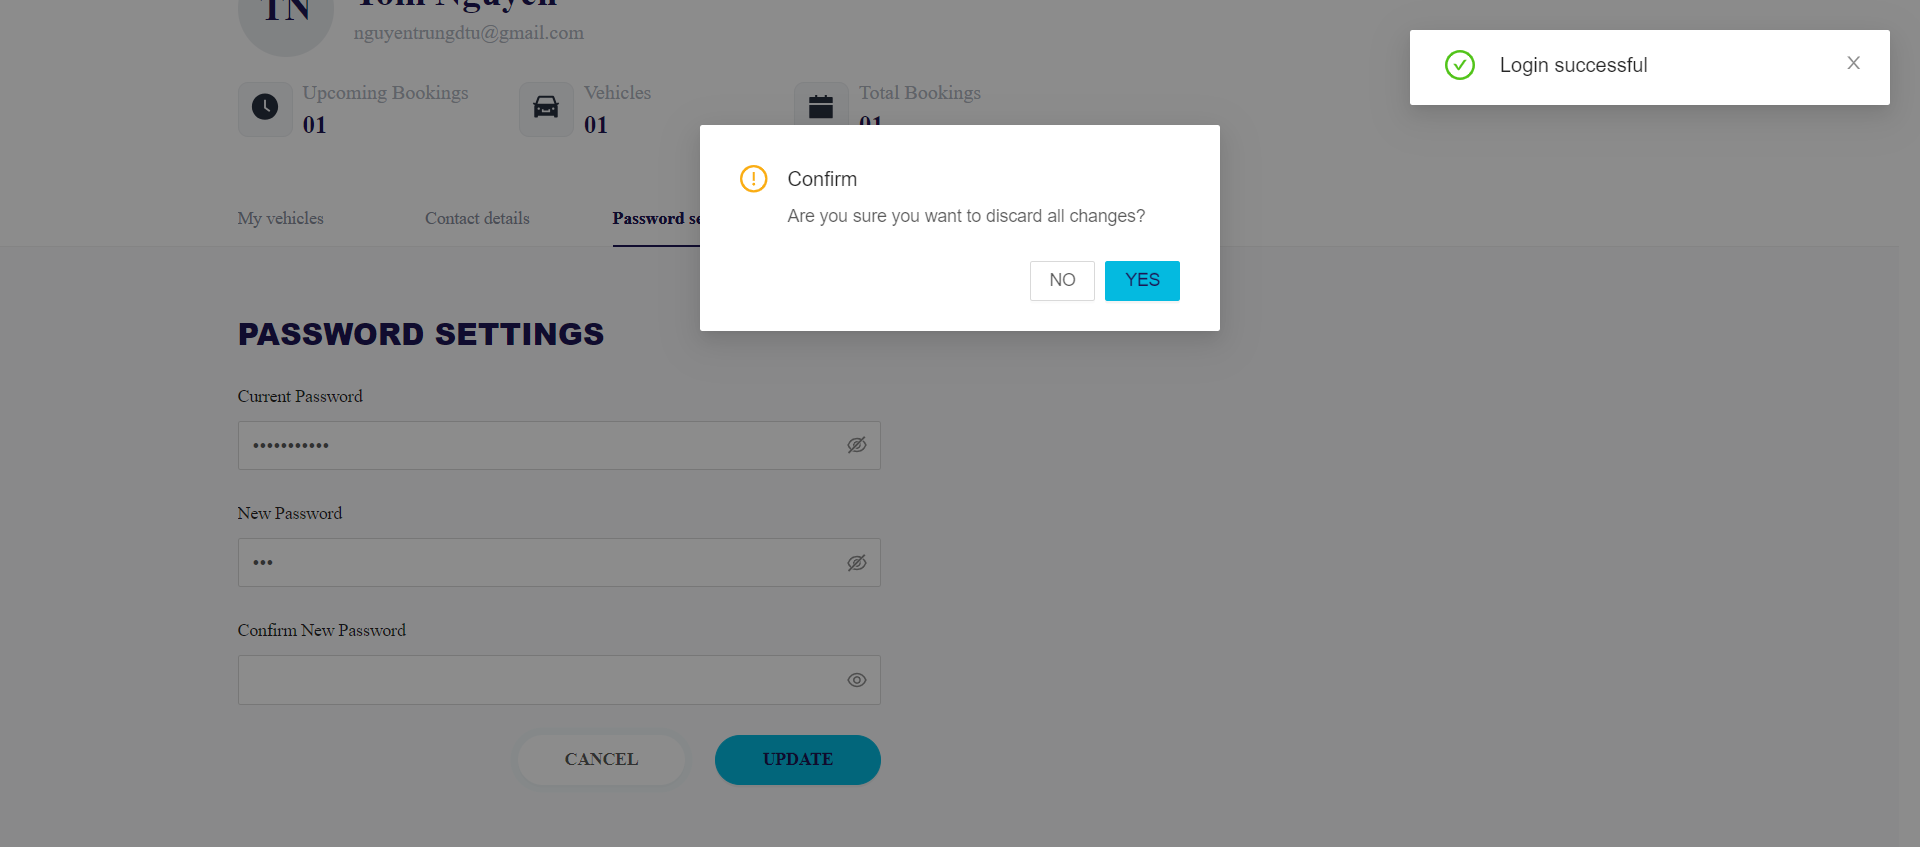 TN
Tom Nguyen
nguyentrungdtu@gmail.com
Login successful
Upcoming Bookings
01
Vehicles
01
Total Bookings
01
Confirm
Are you sure you want to discard all changes?
NO
YES
My vehicles
Contact details
Password se
PASSWORD SETTINGS
Current Password
•••••••••••
New Password
•••
Confirm New Password
CANCEL
UPDATE